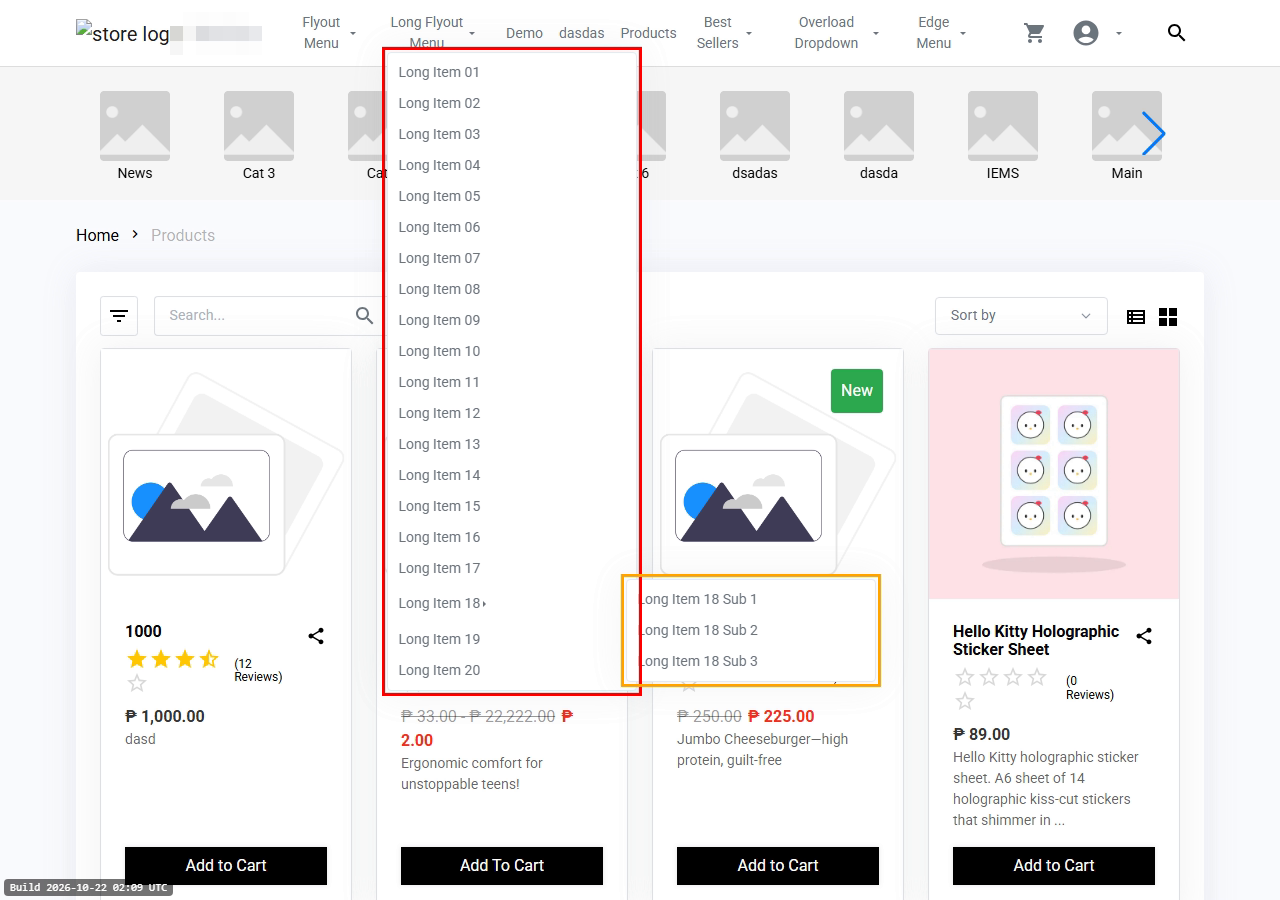 store log
Flyout
Menu
Long Flyout
Menu
Demo
dasdas
Products
Best
Sellers
Overload
Dropdown
Edge
Menu
News
Cat 3
Cat
6
dsadas
dasda
IEMS
Main
Home
Products
Long Item 01
Long Item 02
Long Item 03
Long Item 04
Long Item 05
Long Item 06
Long Item 07
Long Item 08
Long Item 09
Long Item 10
Long Item 11
Long Item 12
Long Item 13
Long Item 14
Long Item 15
Long Item 16
Long Item 17
Long Item 18
Long Item 19
Long Item 20
Long Item 18 Sub 1
Long Item 18 Sub 2
Long Item 18 Sub 3
Search...
Sort by
New
1000
(12
Reviews)
₱ 1,000.00
dasd
Add to Cart
₱ 33.00 - ₱ 22,222.00 ₱
2.00
Ergonomic comfort for
unstoppable teens!
Add To Cart
₱ 250.00 ₱ 225.00
Jumbo Cheeseburger—high
protein, guilt-free
Add to Cart
Hello Kitty Holographic
Sticker Sheet
(0
Reviews)
₱ 89.00
Hello Kitty holographic sticker
sheet. A6 sheet of 14
holographic kiss-cut stickers
that shimmer in ...
Add to Cart
Build 2026-10-22 02:09 UTC